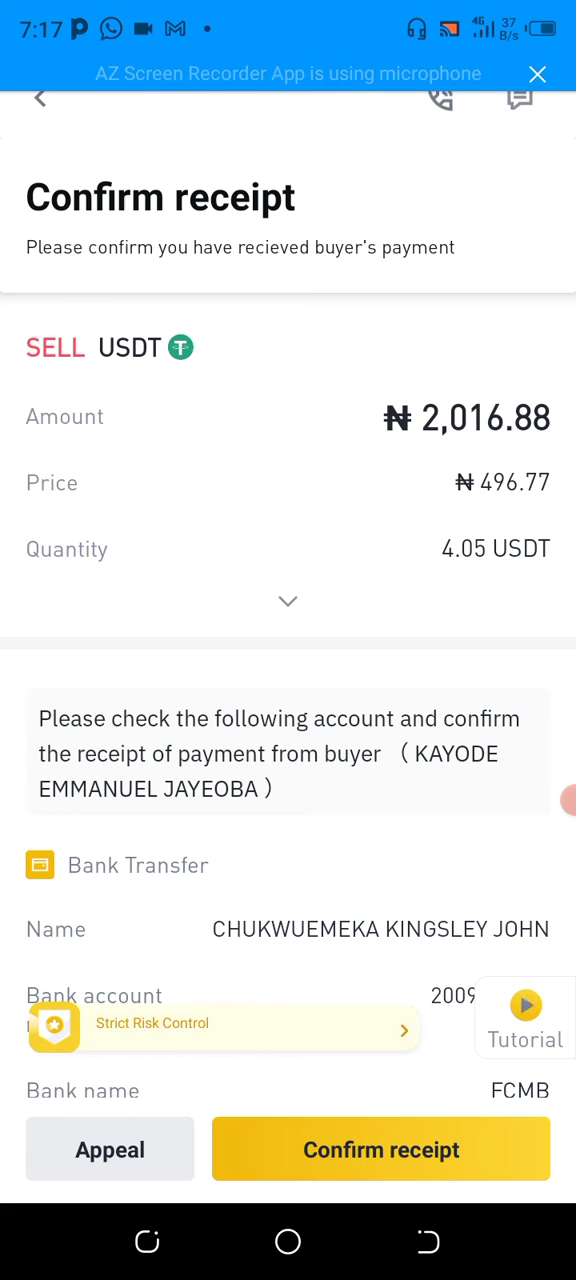 7:17
4G
37
B/s
AZ Screen Recorder App is using microphone
Confirm receipt
Please confirm you have recieved buyer's payment
SELL USDT
Amount ₦ 2,016.88
Price ₦ 496.77
Quantity 4.05 USDT
Please check the following account and confirm
the receipt of payment from buyer （ KAYODE
EMMANUEL JAYEOBA ）
Bank Transfer
Name CHUKWUEMEKA KINGSLEY JOHN
Bank account 2009
Strict Risk Control
Tutorial
Bank name FCMB
Appeal Confirm receipt